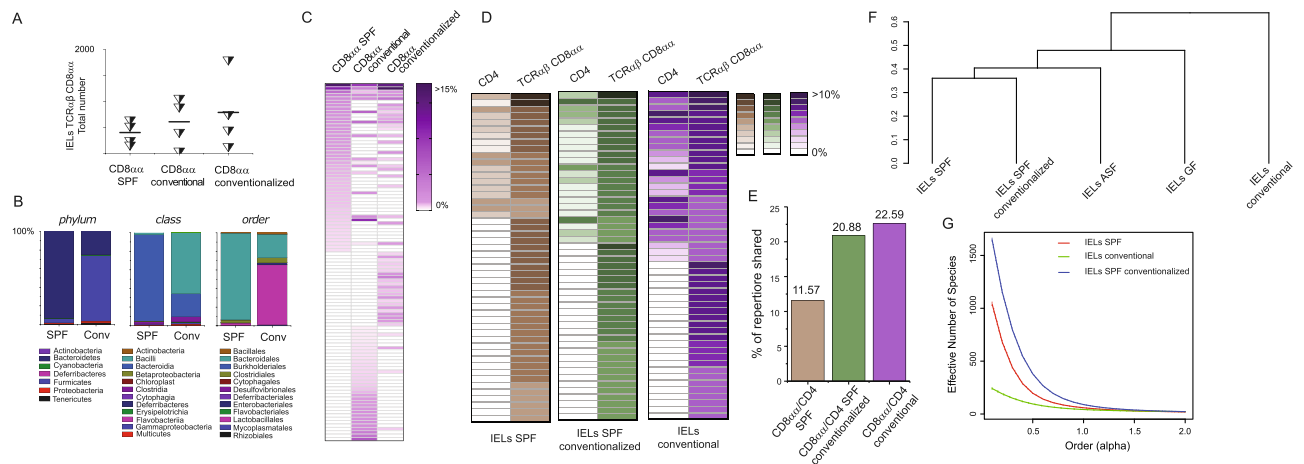 A
2000
IELs TCRαβ CD8αα
Total number
CD8αα
SPF
CD8αα
conventional
CD8αα
conventionalized
B
phylum
class
order
100%
SPF
Conv
SPF
Conv
SPF
Conv
Actinobacteria
Bacteroidetes
Cyanobacteria
Deferribacteres
Furmicates
Proteobacteria
Tenericutes
Actinobacteria
Bacilli
Bacteroidia
Betaproteobacteria
Chloroplast
Clostridia
Cytophagia
Deferribacteres
Erysipelotrichia
Flavobacteriia
Gammaproteobacteria
Mollicutes
Bacillales
Bacteroidales
Burkholderiales
Clostridiales
Cytophagales
Desulfovibrionales
Deferribacterales
Enterobacteriales
Flavobacteriales
Lactobacillales
Mycoplasmatales
Rhizobiales
C
CD8αα SPF
CD8αα
conventional
CD8αα
conventionalized
>15%
0%
D
CD4
TCRαβ CD8αα
CD4
TCRαβ CD8αα
CD4
TCRαβ CD8αα
>10%
0%
IELs SPF
IELs SPF
conventionalized
IELs
conventional
E
% of repertiore shared
25
20
15
10
5
0
11.57
20.88
22.59
CD8αα/CD4
SPF
CD8αα/CD4 SPF
conventionalized
CD8αα/CD4
conventional
F
0.6
0.5
0.4
0.3
0.2
0.1
0.0
IELs SPF
IELs SPF
conventionalized
IELs ASF
IELs GF
IELs
conventional
G
Effective Number of Species
1500
1000
500
0
IELs SPF
IELs conventional
IELs SPF conventionalized
0.5
1.0
1.5
2.0
Order (alpha)